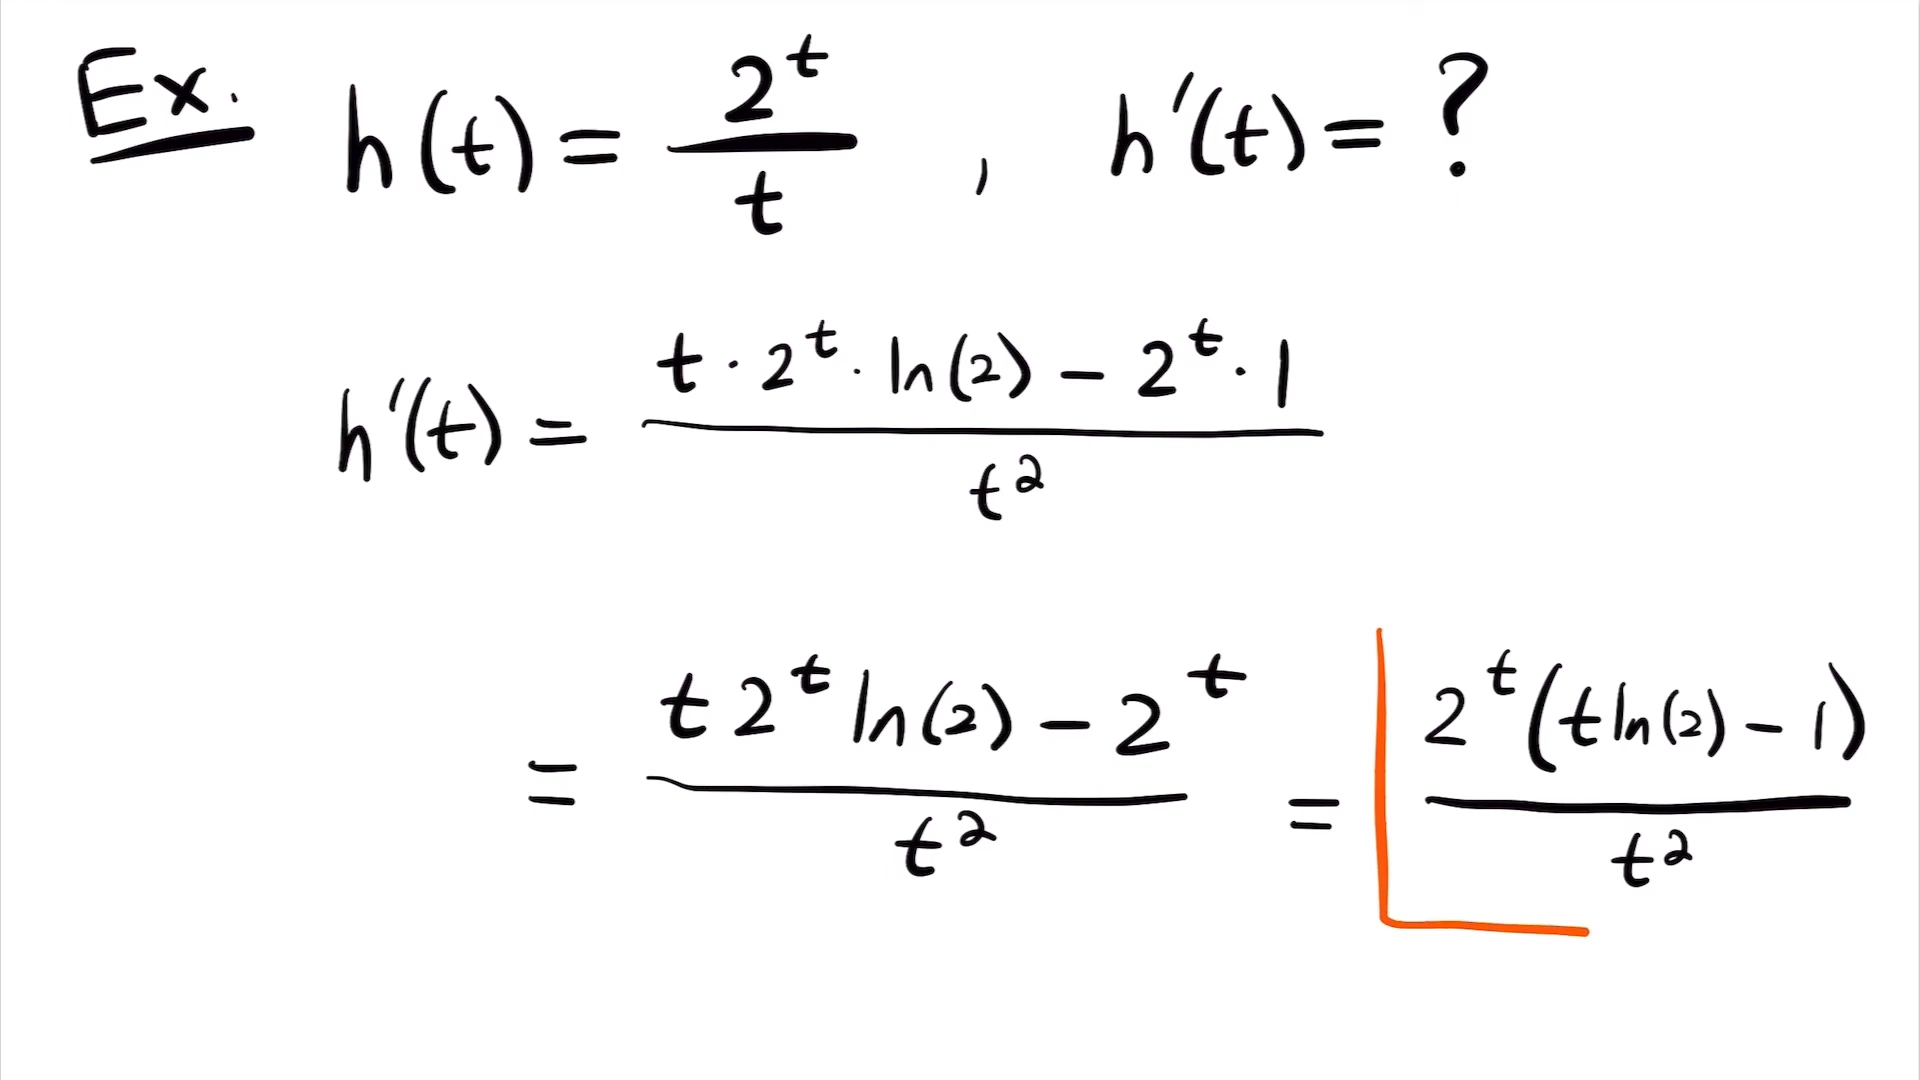 Ex. h(t) = 2^t / t , h'(t) = ?
h'(t) = (t · 2^t · ln(2) − 2^t · 1) / t^2
= (t 2^t ln(2) − 2^t) / t^2 = 2^t (t ln(2) − 1) / t^2